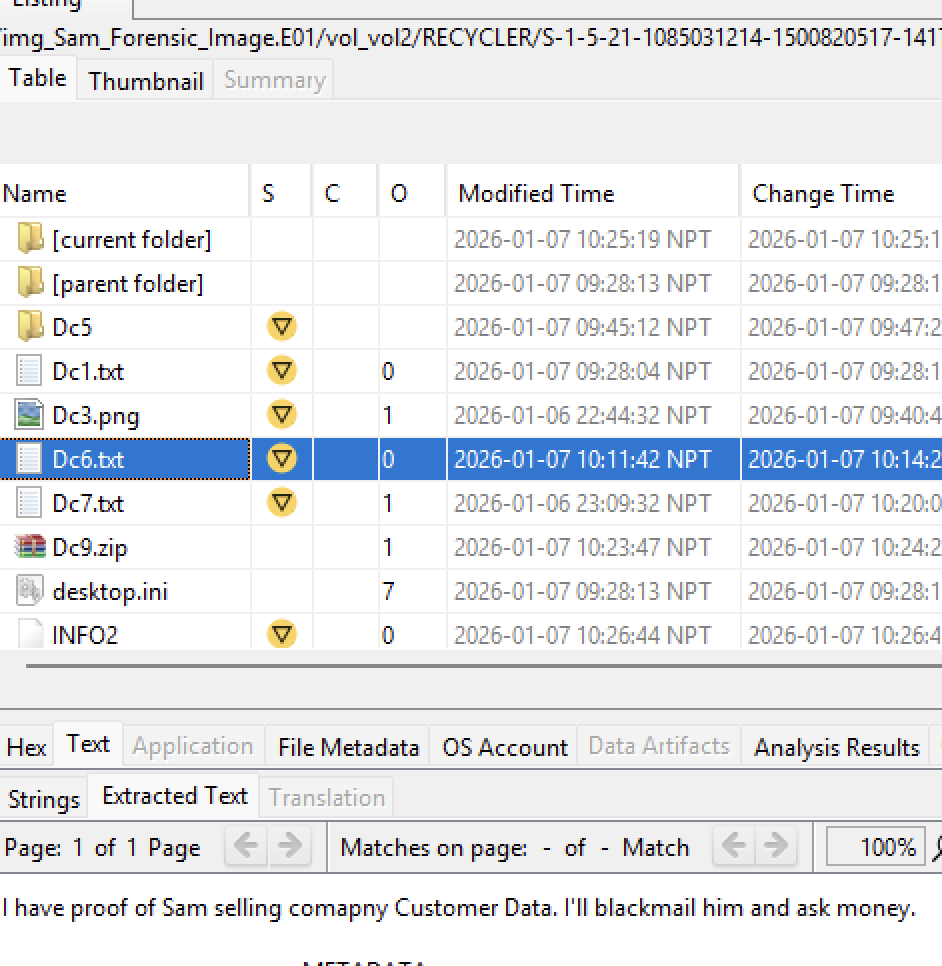 Listing
img_Sam_Forensic_Image.E01/vol_vol2/RECYCLER/S-1-5-21-1085031214-1500820517-1417
Table Thumbnail Summary
Name S C O Modified Time Change Time
[current folder] 2026-01-07 10:25:19 NPT 2026-01-07 10:25:1
[parent folder] 2026-01-07 09:28:13 NPT 2026-01-07 09:28:1
Dc5 2026-01-07 09:45:12 NPT 2026-01-07 09:47:2
Dc1.txt 0 2026-01-07 09:28:04 NPT 2026-01-07 09:28:1
Dc3.png 1 2026-01-06 22:44:32 NPT 2026-01-07 09:40:4
Dc6.txt 0 2026-01-07 10:11:42 NPT 2026-01-07 10:14:2
Dc7.txt 1 2026-01-06 23:09:32 NPT 2026-01-07 10:20:0
Dc9.zip 1 2026-01-07 10:23:47 NPT 2026-01-07 10:24:2
desktop.ini 7 2026-01-07 09:28:13 NPT 2026-01-07 09:28:1
INFO2 0 2026-01-07 10:26:44 NPT 2026-01-07 10:26:4
Hex Text Application File Metadata OS Account Data Artifacts Analysis Results
Strings Extracted Text Translation
Page: 1 of 1 Page Matches on page: - of - Match 100%
I have proof of Sam selling comapny Customer Data. I'll blackmail him and ask money.
METADATA